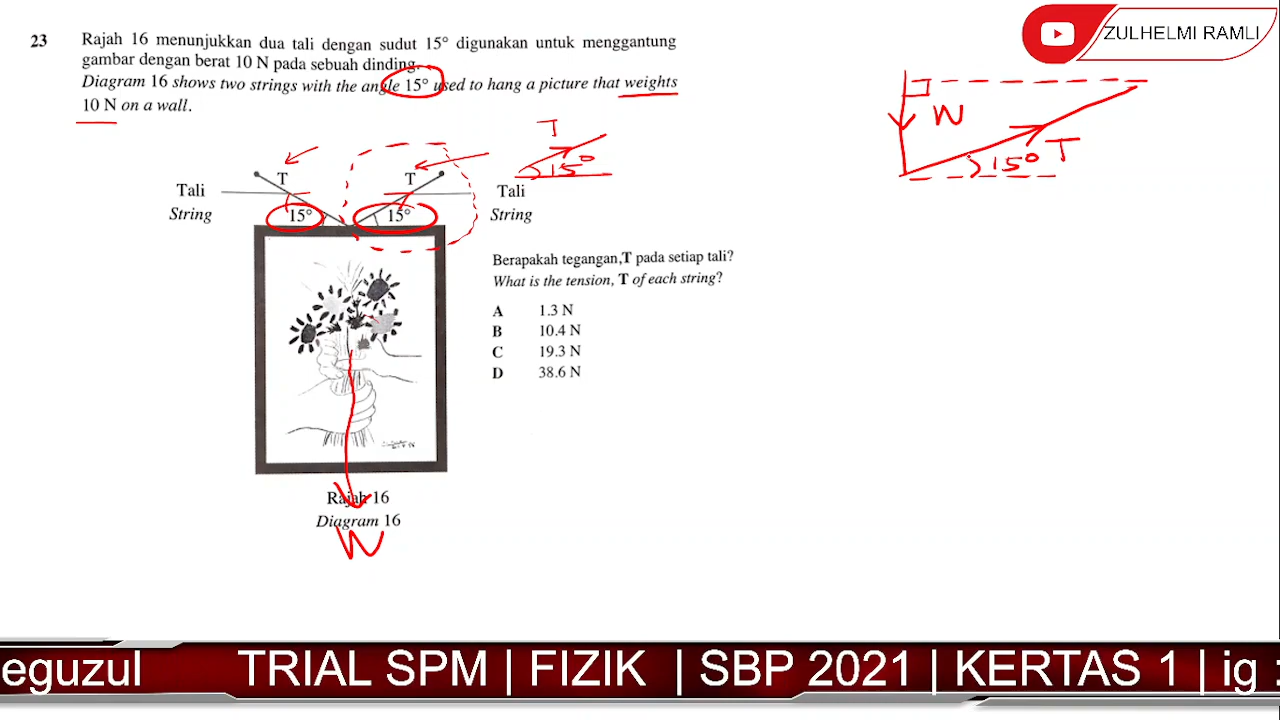 ZULHELMI RAMLI
23 Rajah 16 menunjukkan dua tali dengan sudut 15° digunakan untuk menggantung
gambar dengan berat 10 N pada sebuah dinding.
Diagram 16 shows two strings with the angle 15° used to hang a picture that weights
10 N on a wall.
W
15° T
T
15°
T
T
Tali
String
15°
15°
Tali
String
Berapakah tegangan,T pada setiap tali?
What is the tension, T of each string?
A 1.3 N
B 10.4 N
C 19.3 N
D 38.6 N
Rajah 16
Diagram 16
W
eguzul TRIAL SPM | FIZIK | SBP 2021 | KERTAS 1 | ig :